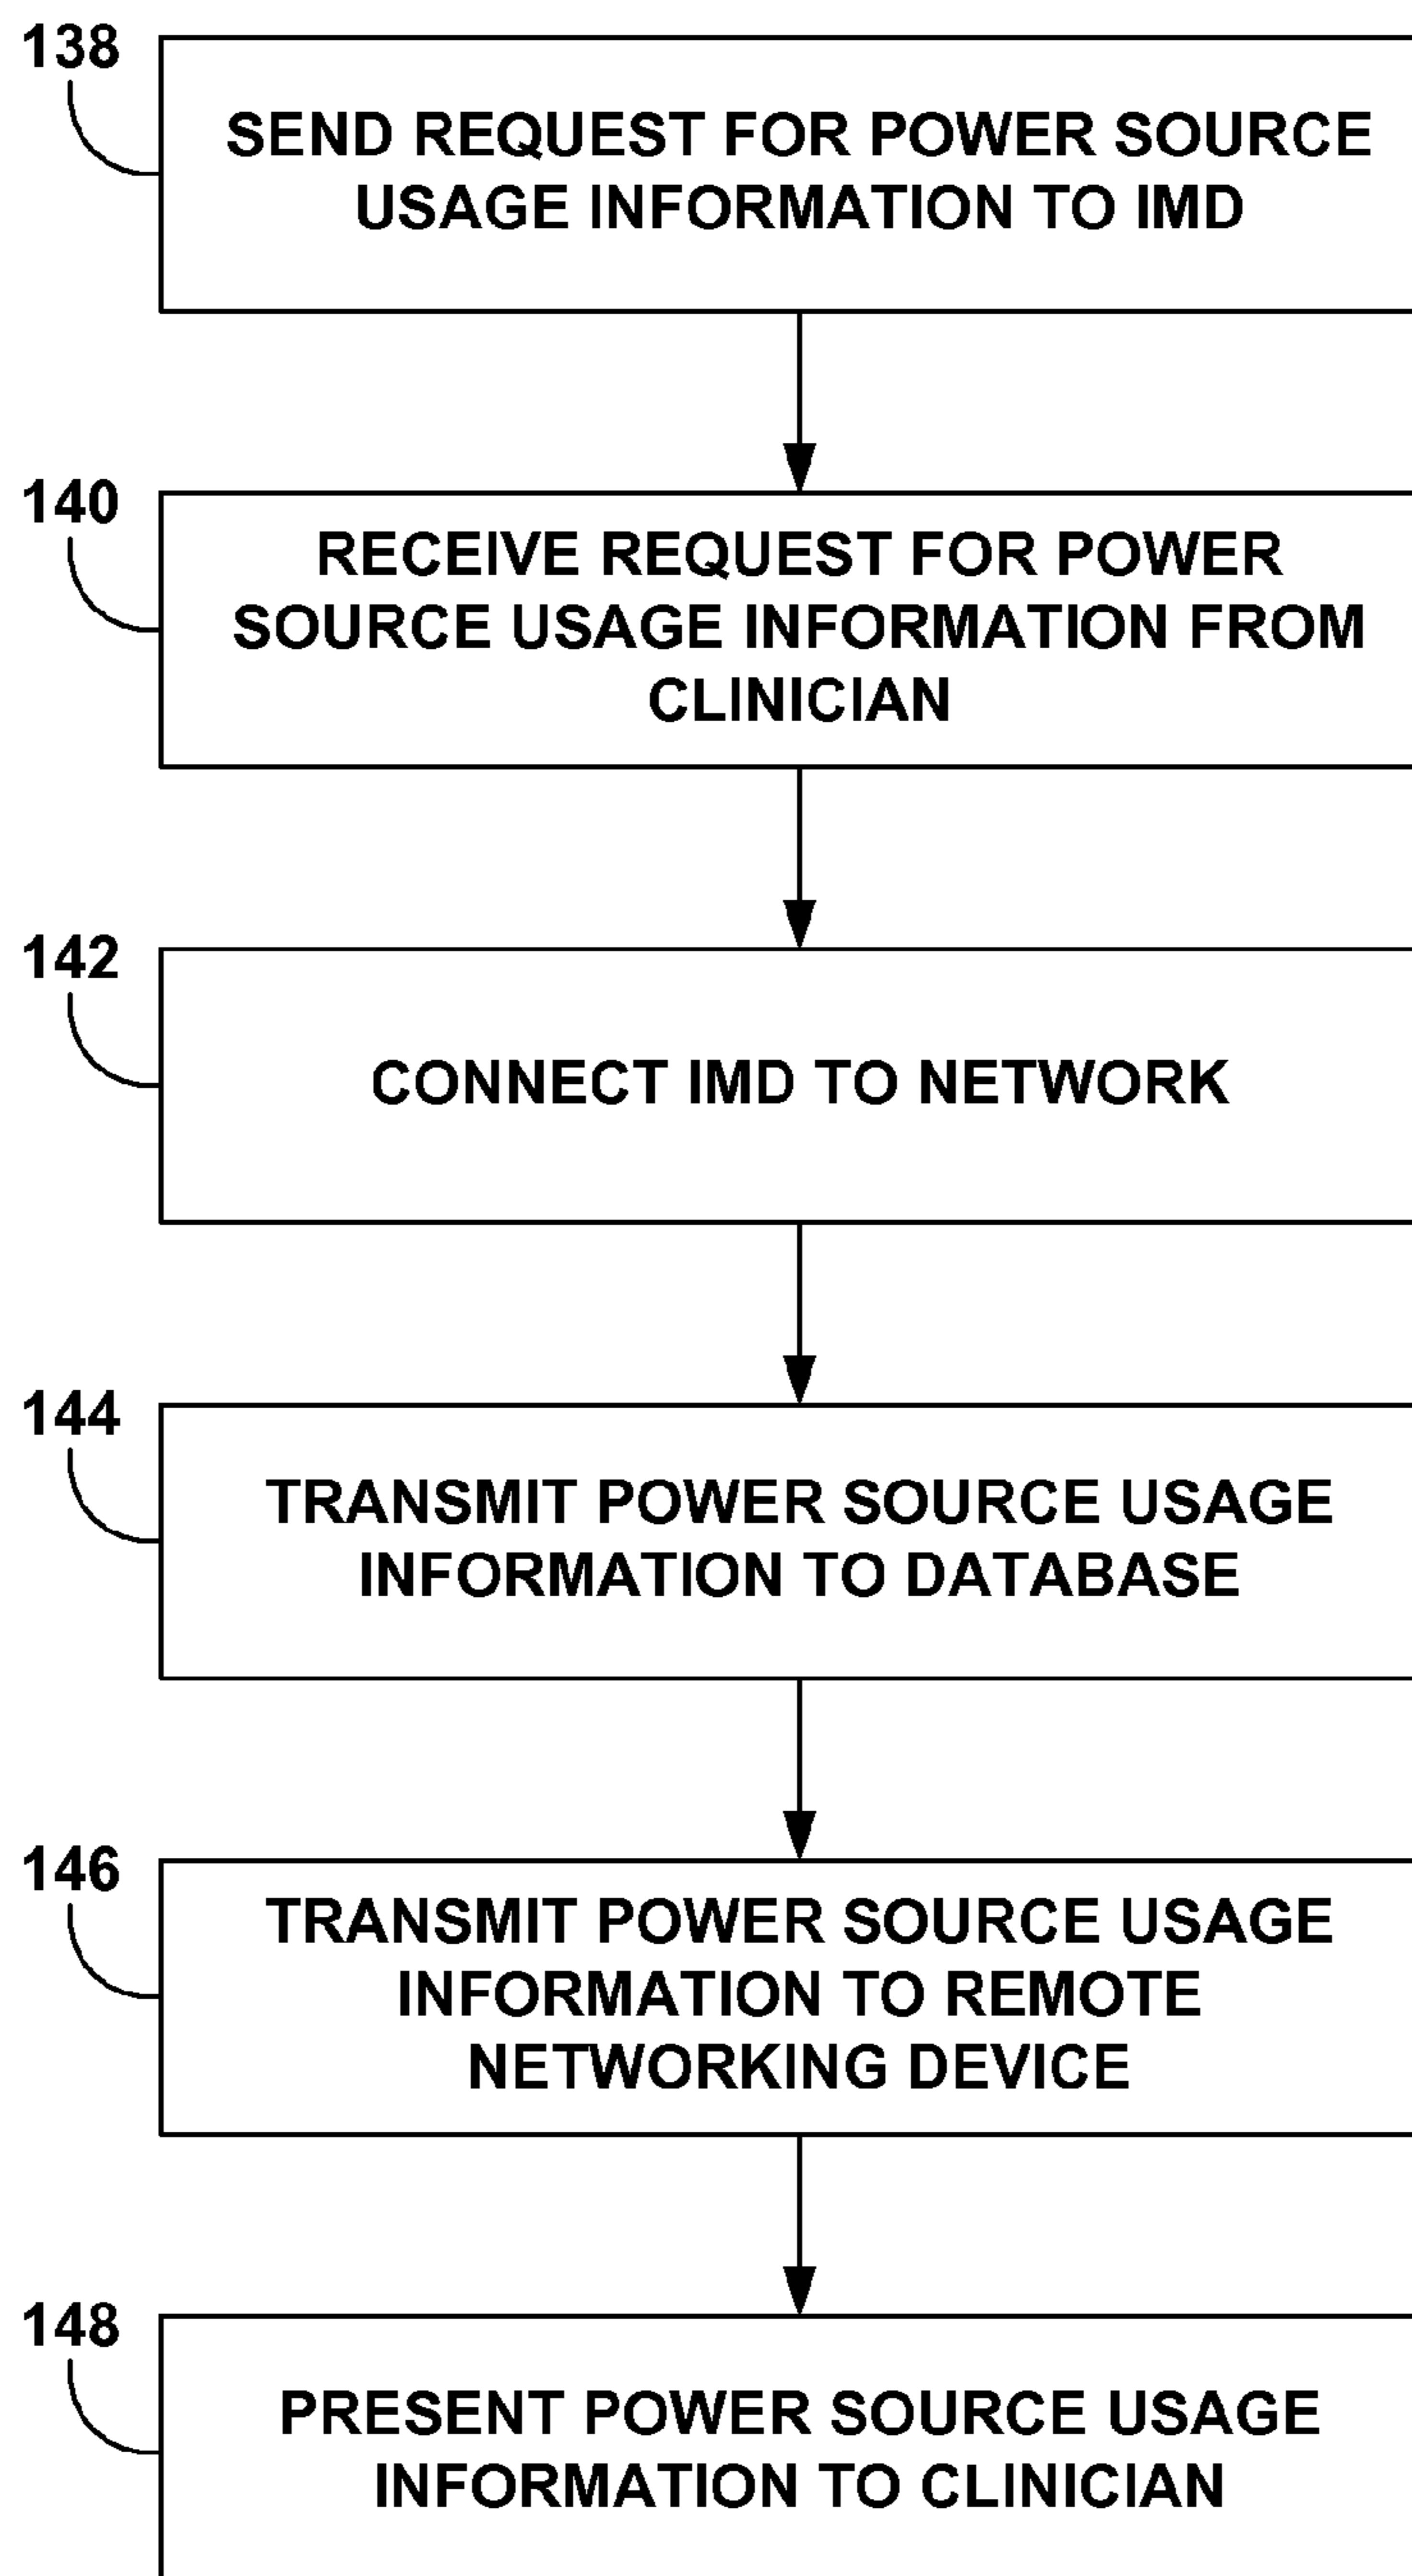 138
SEND REQUEST FOR POWER SOURCE
USAGE INFORMATION TO IMD
140
RECEIVE REQUEST FOR POWER
SOURCE USAGE INFORMATION FROM
CLINICIAN
142
CONNECT IMD TO NETWORK
144
TRANSMIT POWER SOURCE USAGE
INFORMATION TO DATABASE
146
TRANSMIT POWER SOURCE USAGE
INFORMATION TO REMOTE
NETWORKING DEVICE
148
PRESENT POWER SOURCE USAGE
INFORMATION TO CLINICIAN